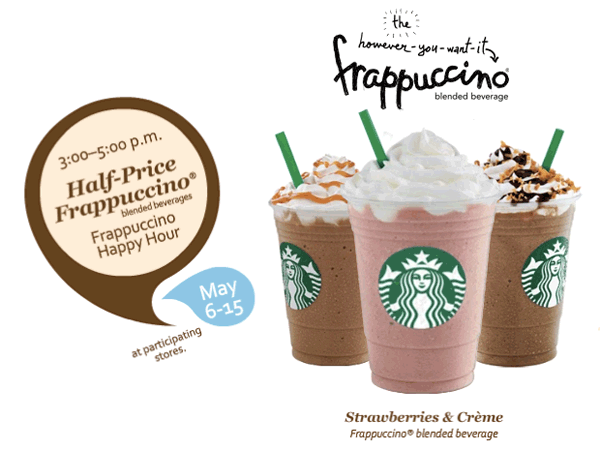 the
however-you-want-it
frappuccino®
blended beverage
3:00–5:00 p.m.
Half-Price
Frappuccino®
blended beverages
Frappuccino
Happy Hour
May
6-15
at participating
stores.
Strawberries & Crème
Frappuccino® blended beverage